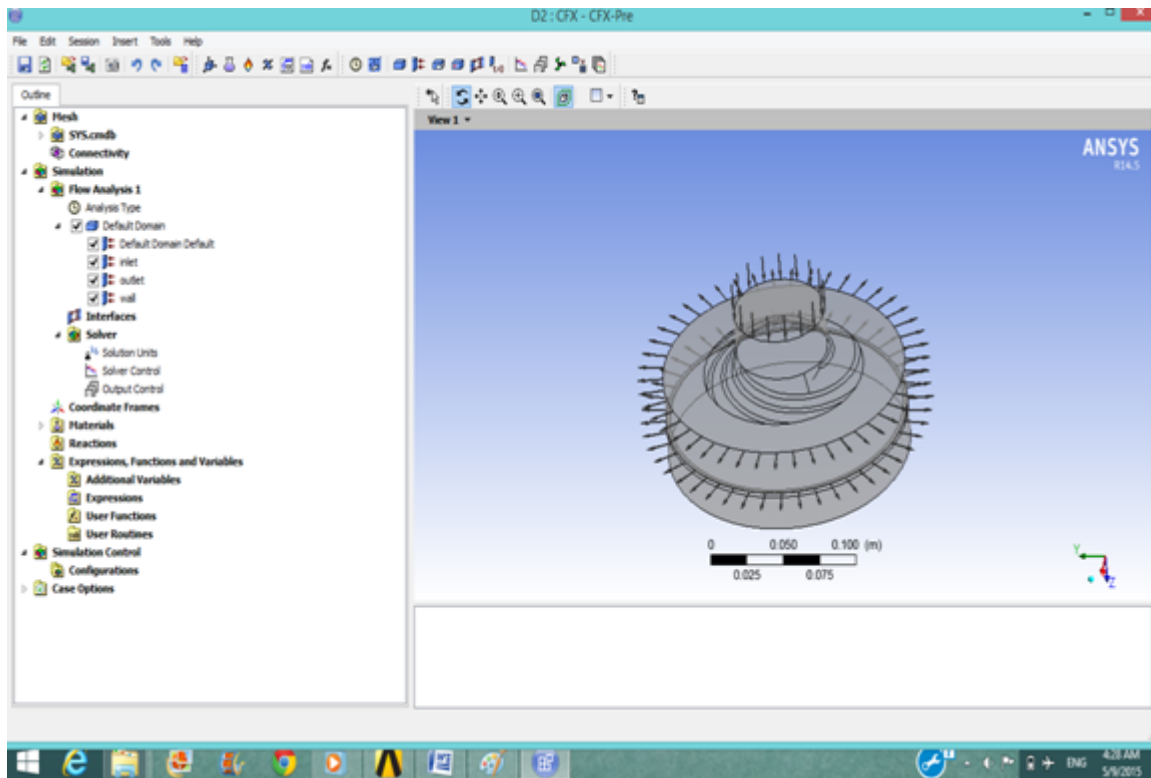 D2 : CFX - CFX-Pre
File Edit Session Insert Tools Help
Outline
Mesh
SYS.cmdb
Connectivity
Simulation
Flow Analysis 1
Analysis Type
Default Domain
Default Domain Default
inlet
outlet
wall
Interfaces
Solver
Solution Units
Solver Control
Output Control
Coordinate Frames
Materials
Reactions
Expressions, Functions and Variables
Additional Variables
Expressions
User Functions
User Routines
Simulation Control
Configurations
Case Options
View 1
ANSYS
R14.5
0 0.050 0.100 (m)
0.025 0.075
Y
Z
ENG
4:28 AM
5/9/2015